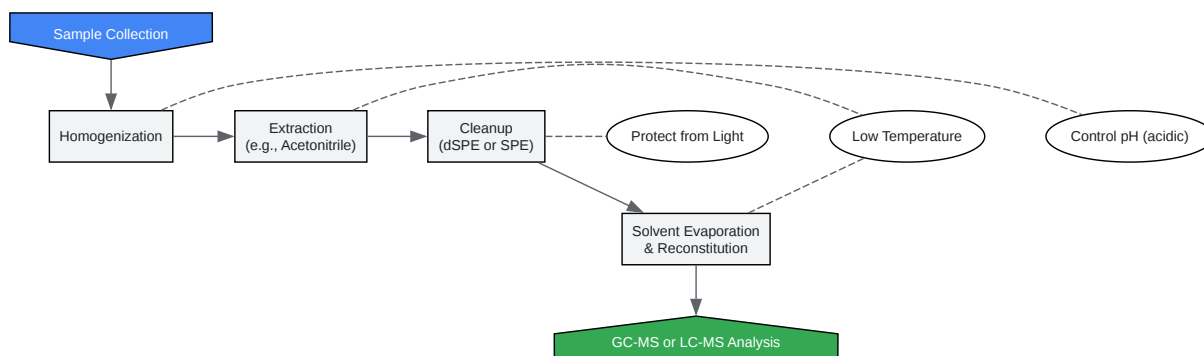 Sample Collection
Homogenization
Extraction
(e.g., Acetonitrile)
Cleanup
(dSPE or SPE)
Protect from Light
Low Temperature
Control pH (acidic)
Solvent Evaporation
& Reconstitution
GC-MS or LC-MS Analysis